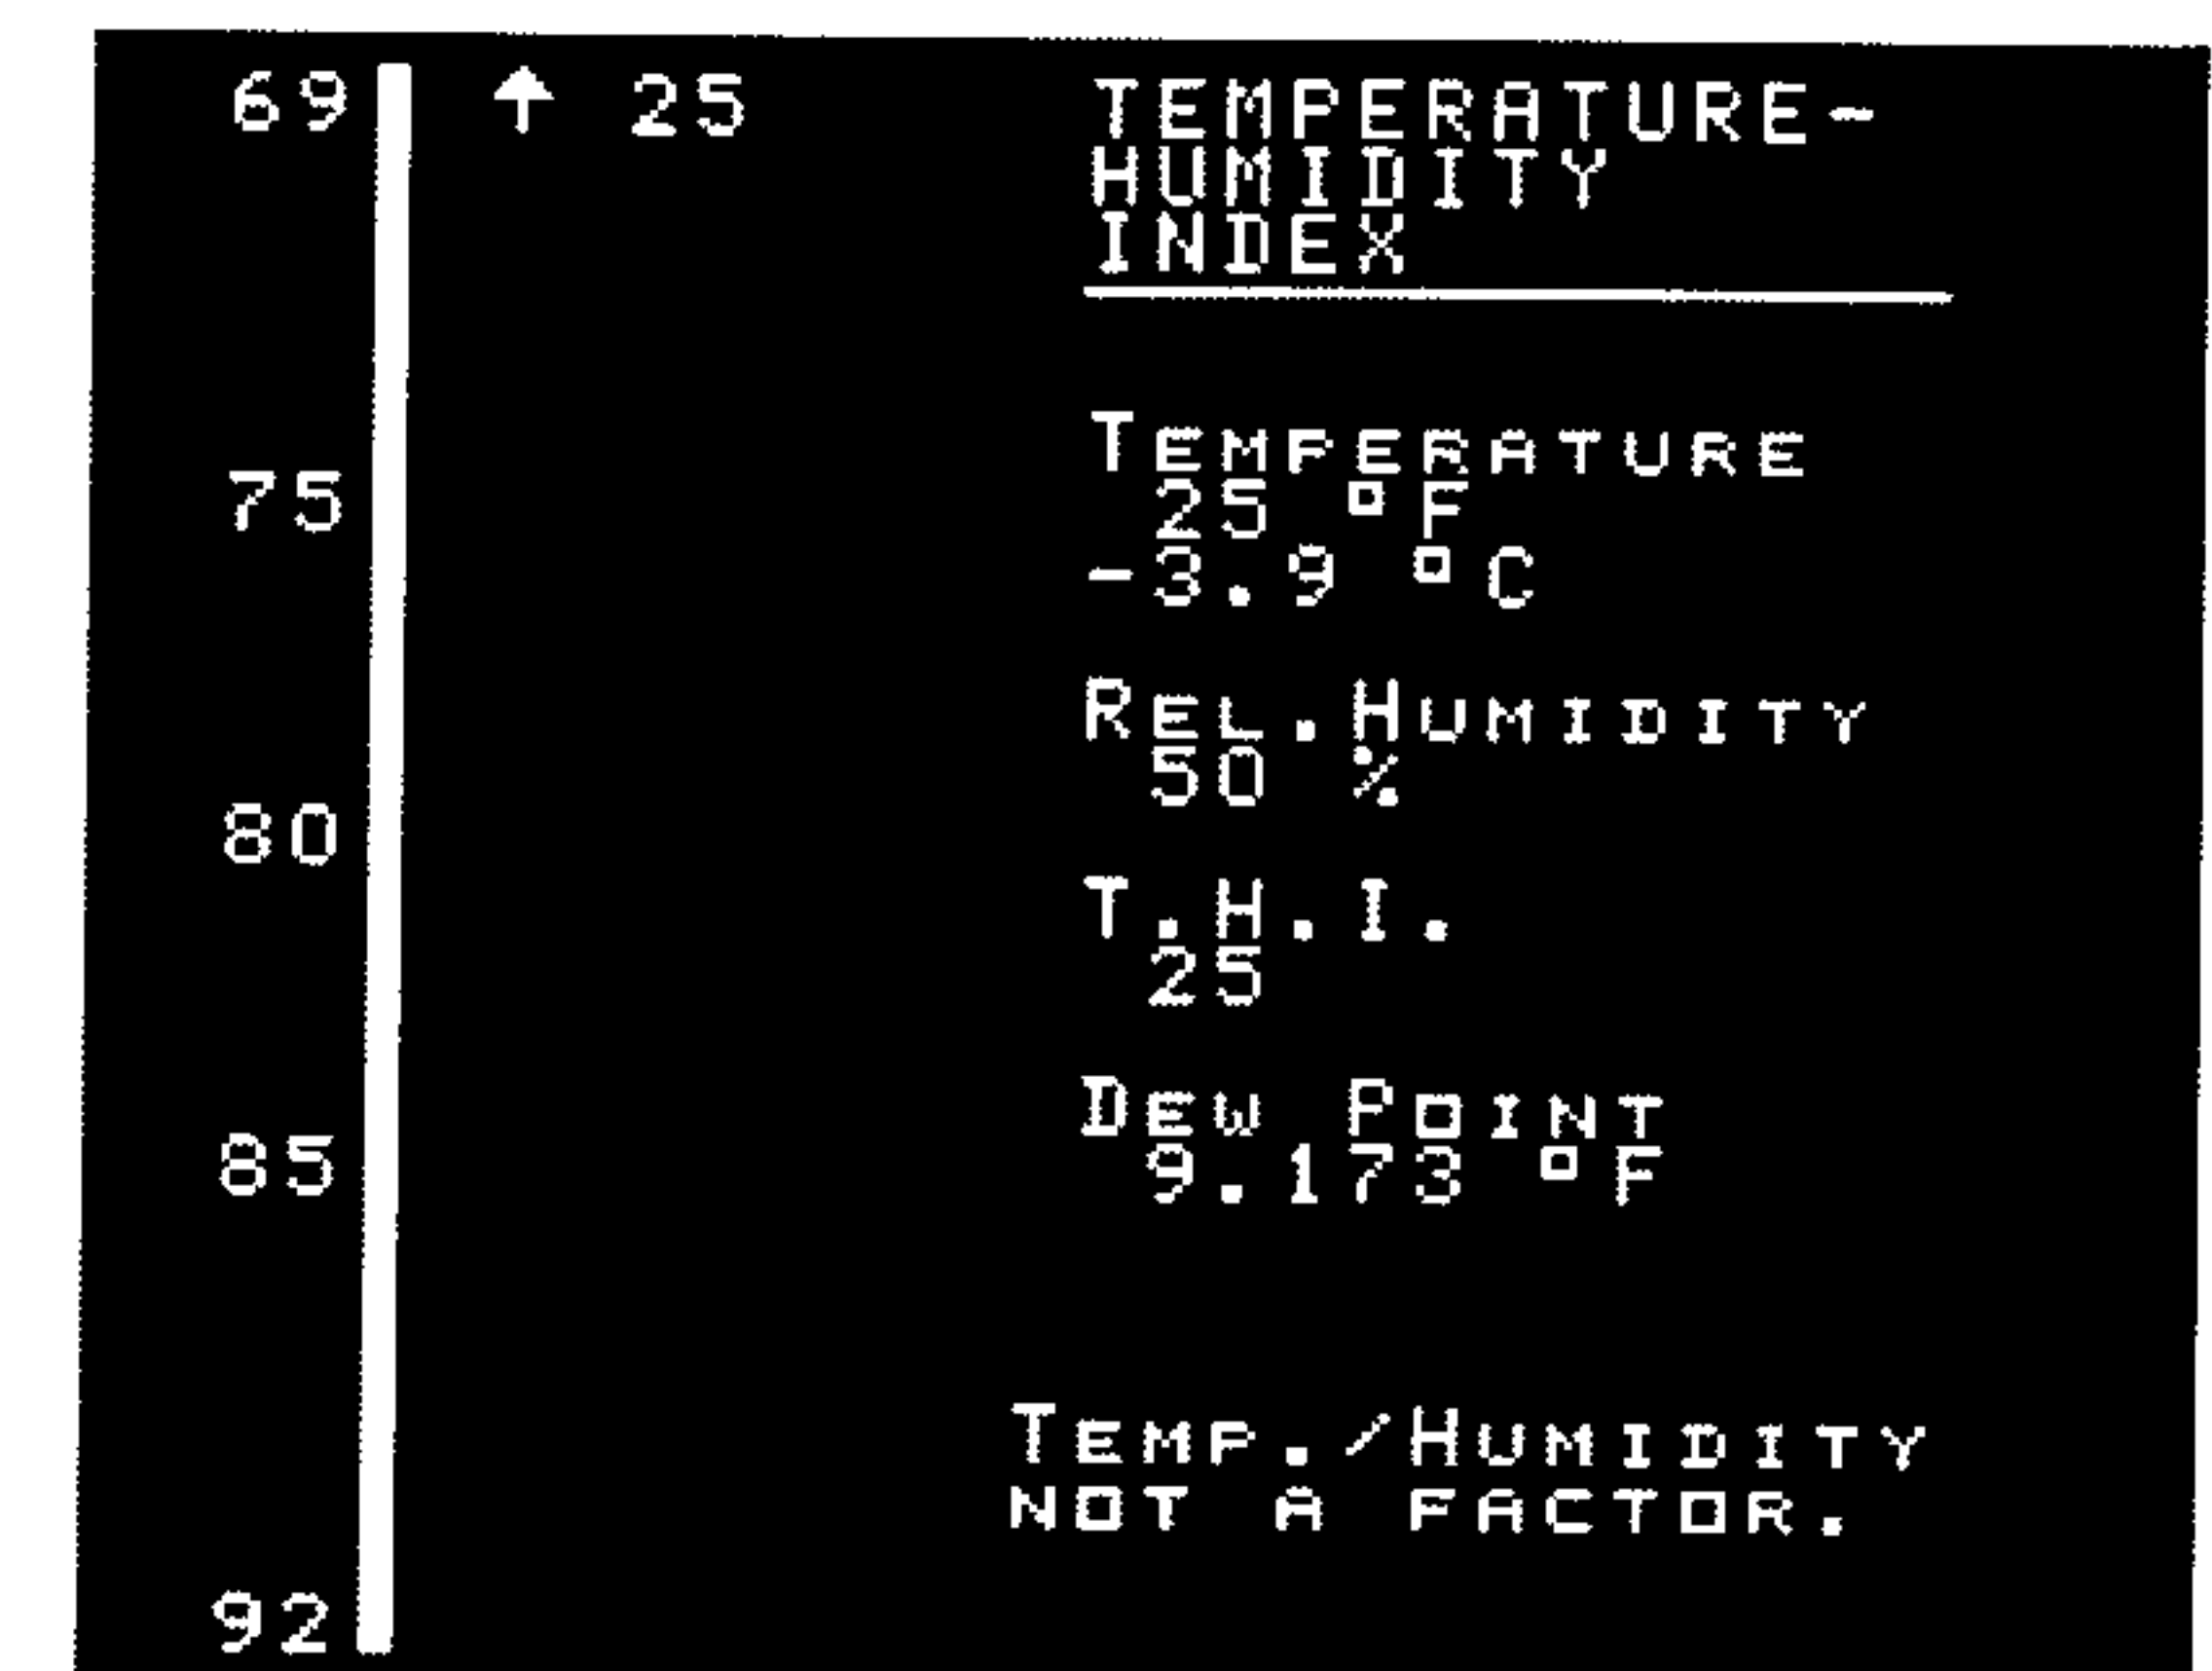 69 ↑ 25
TEMPERATURE-
HUMIDITY
INDEX
TEMPERATURE
75
25 °F
-3.9 °C
REL.HUMIDITY
50 %
80
T.H.I.
25
DEW POINT
85
9.173 °F
TEMP./HUMIDITY
NOT A FACTOR.
92